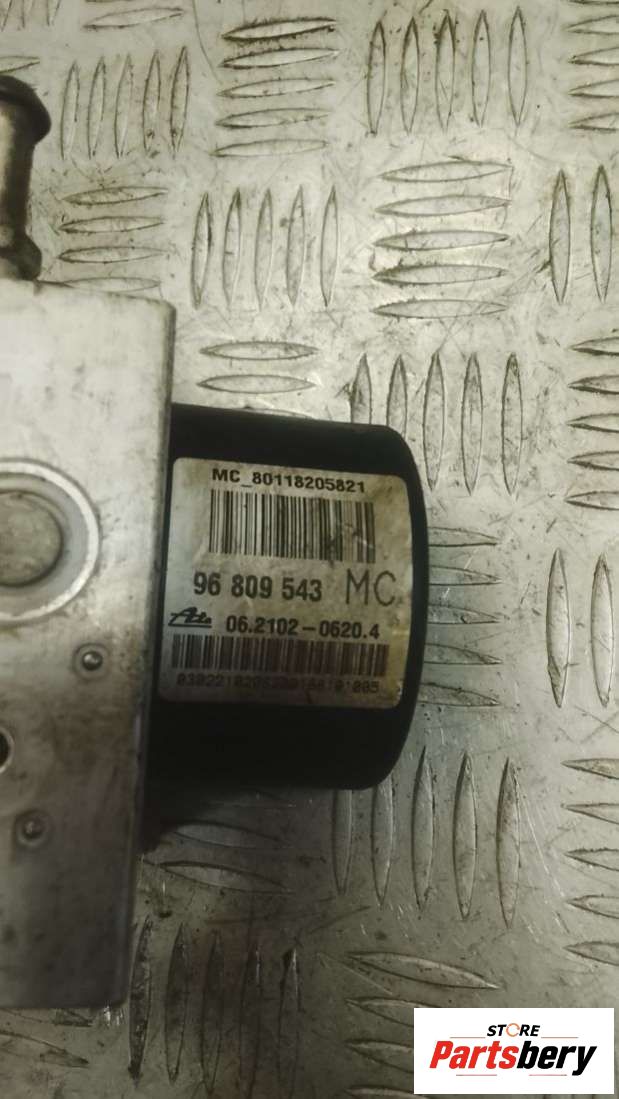 MC_80118205821
96 809 543 MC
Ate 06.2102-0620.4
STORE
Partsbery